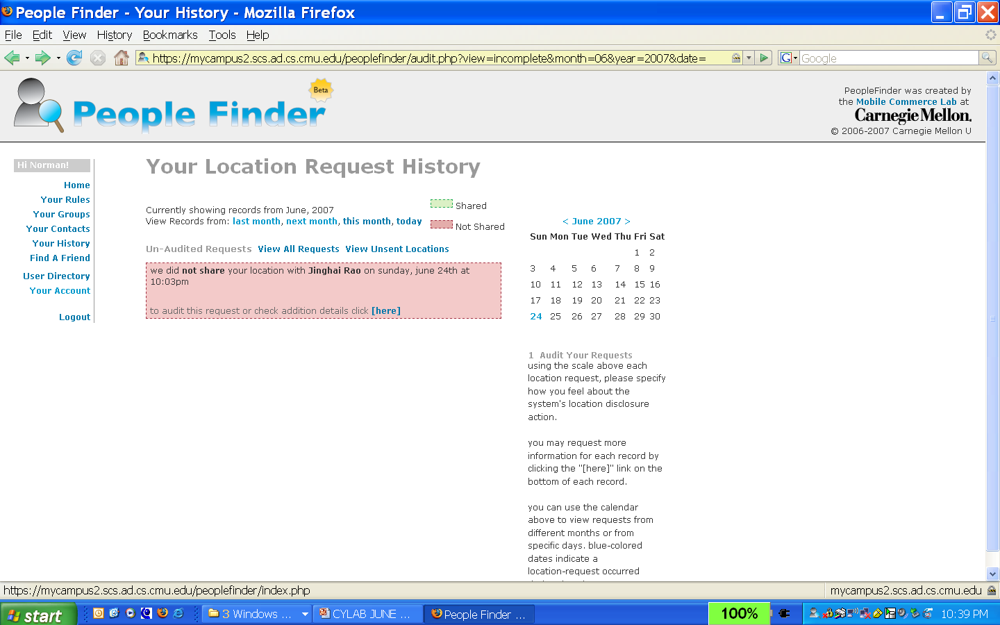 People Finder - Your History - Mozilla Firefox
File Edit View History Bookmarks Tools Help
https://mycampus2.scs.ad.cs.cmu.edu/peoplefinder/audit.php?view=incomplete&month=06&year=2007&date=
G Google
People Finder
Beta
PeopleFinder was created by
the Mobile Commerce Lab at
Carnegie Mellon.
© 2006-2007 Carnegie Mellon U
Hi Norman!
Home
Your Rules
Your Groups
Your Contacts
Your History
Find A Friend
User Directory
Your Account
Logout
Your Location Request History
Currently showing records from June, 2007
View Records from: last month, next month, this month, today
Shared
Not Shared
Un-Audited Requests View All Requests View Unsent Locations
we did not share your location with Jinghai Rao on sunday, june 24th at
10:03pm
to audit this request or check addition details click [here]
< June 2007 >
Sun Mon Tue Wed Thu Fri Sat
1 2
3 4 5 6 7 8 9
10 11 12 13 14 15 16
17 18 19 20 21 22 23
24 25 26 27 28 29 30
1 Audit Your Requests
using the scale above each
location request, please specify
how you feel about the
system's location disclosure
action.
you may request more
information for each record by
clicking the "[here]" link on the
bottom of each record.
you can use the calendar
above to view requests from
different months or from
specific days. blue-colored
dates indicate a
location-request occurred
https://mycampus2.scs.ad.cs.cmu.edu/peoplefinder/index.php
mycampus2.scs.ad.cs.cmu.edu
start
3 Windows ...
CYLAB JUNE ...
People Finder ...
100%
10:39 PM